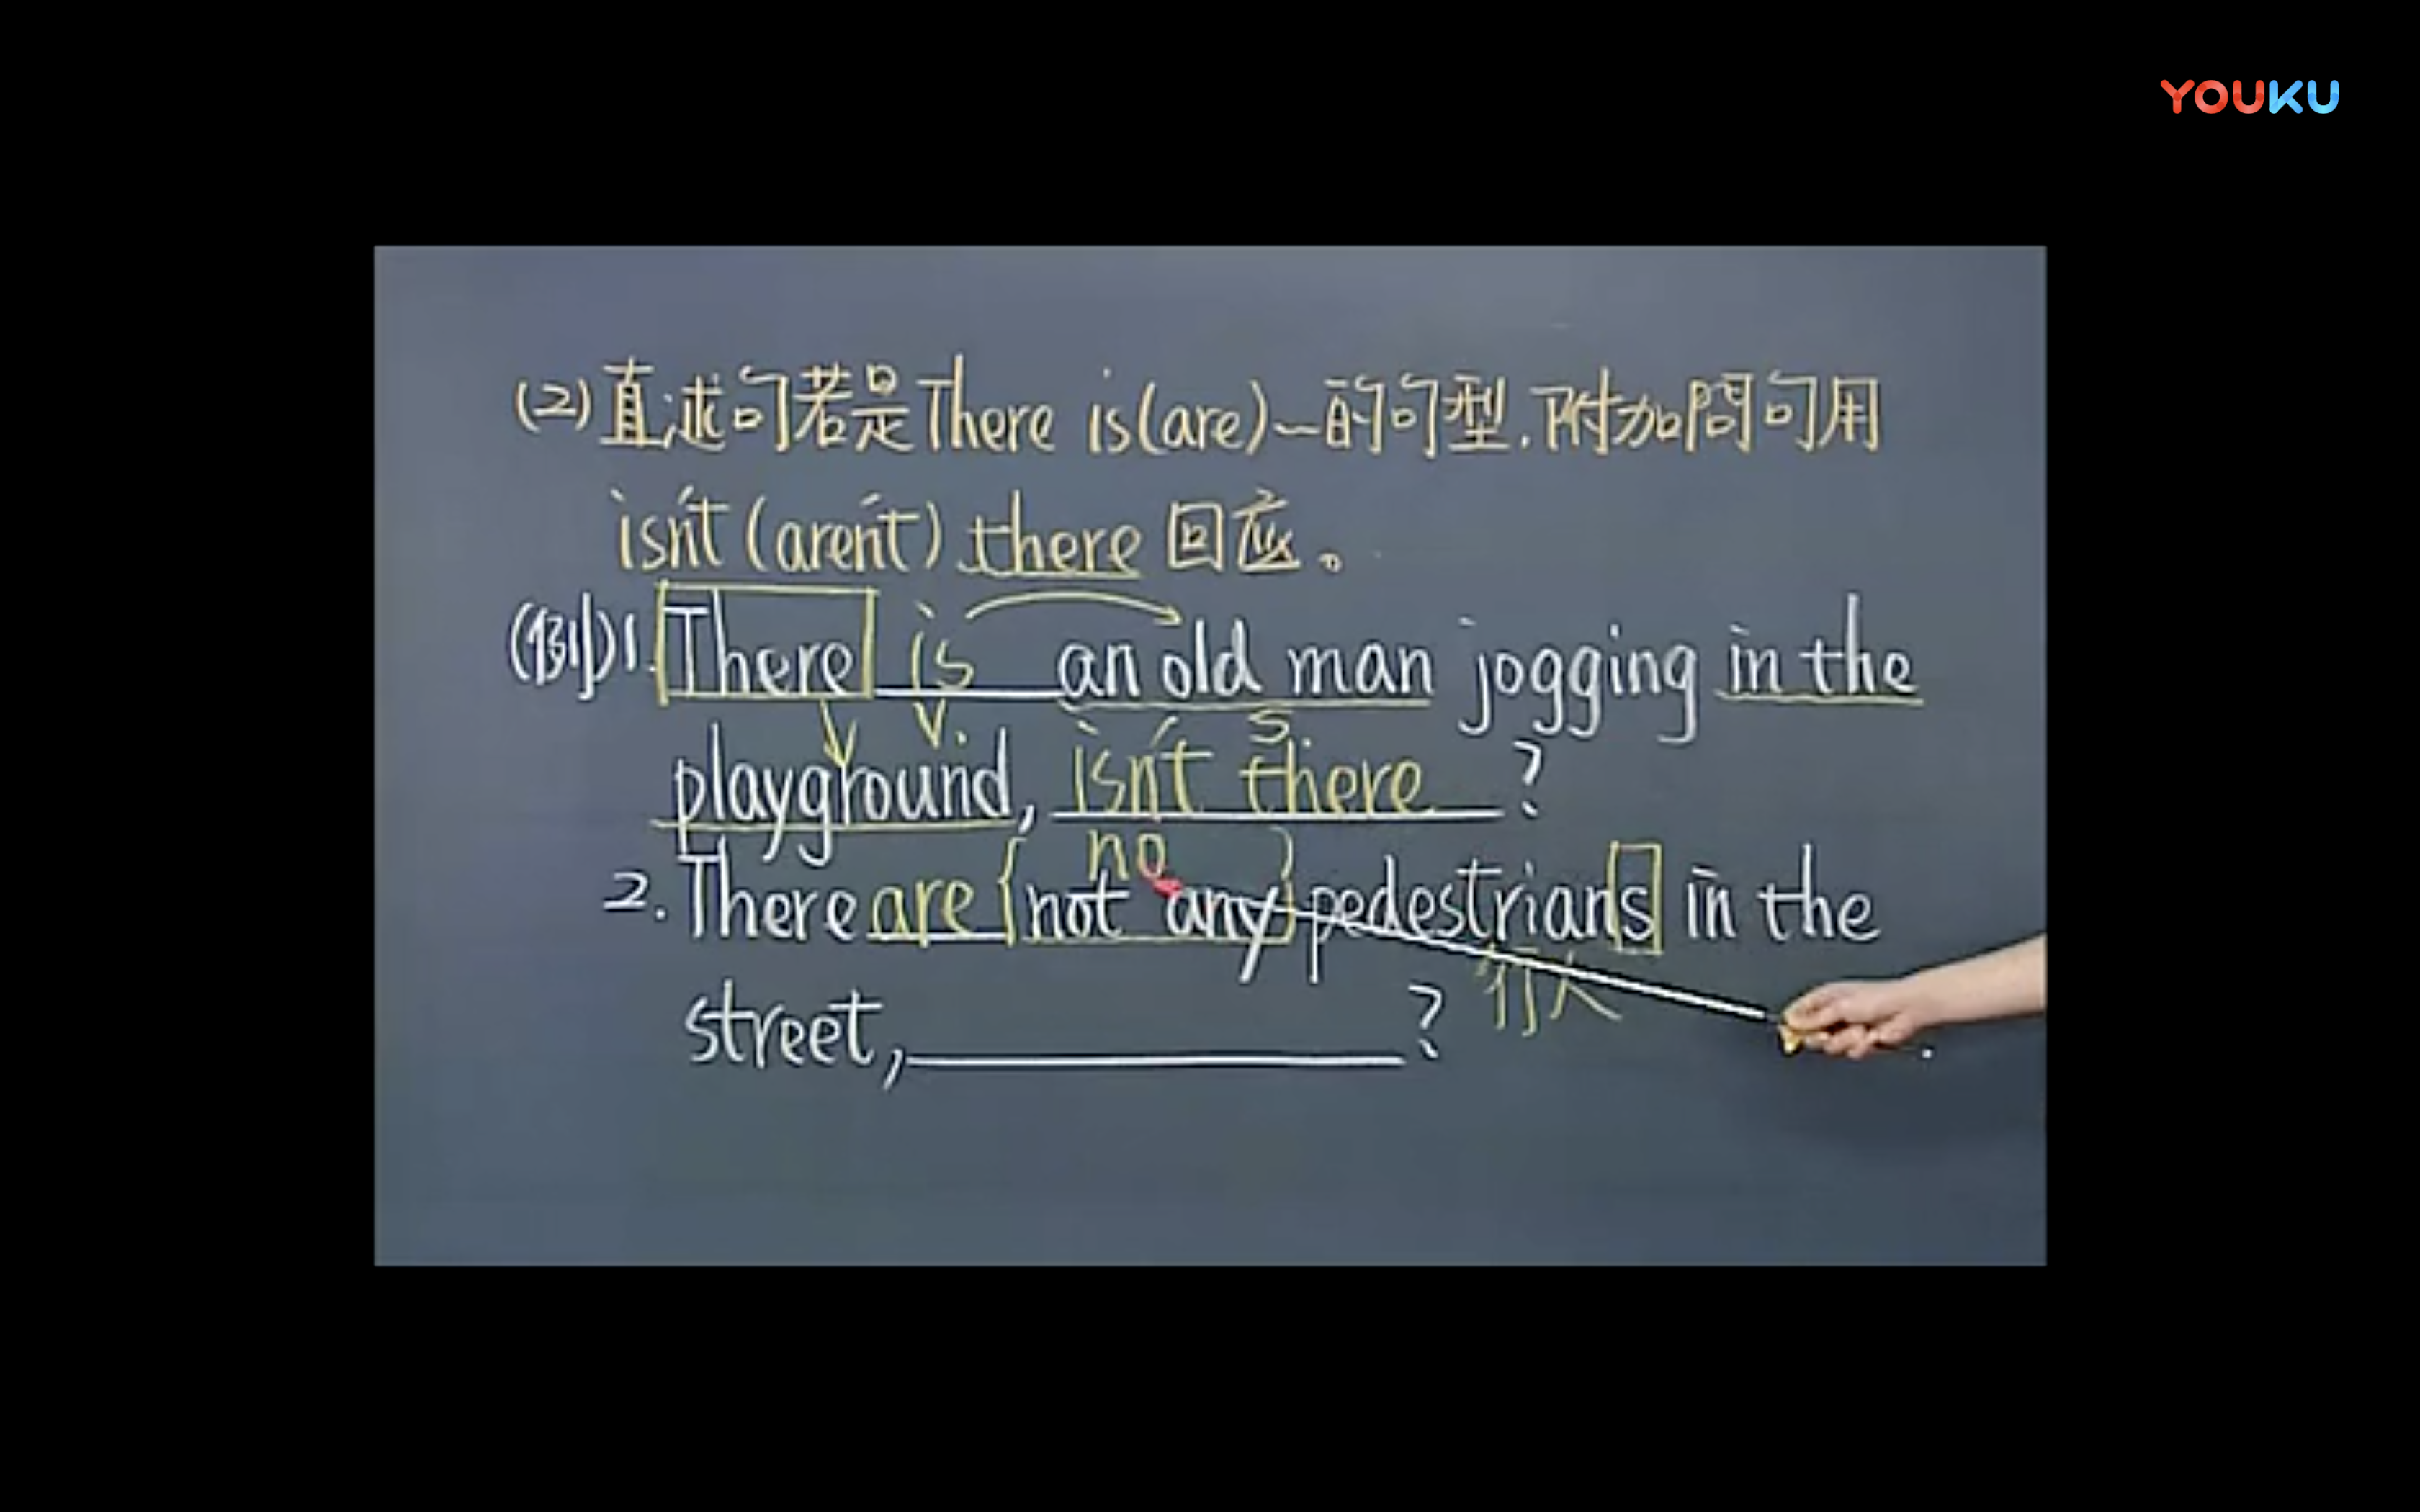 YOUKU
(2)直述句若是There is(are)~的句型,附加問句用
isn't (aren't) there 回应。
(例)1. There is an old man jogging in the
V. S.
playground, isn't there ?
no
2. There are {not any} pedestrians in the
行人
street, ?